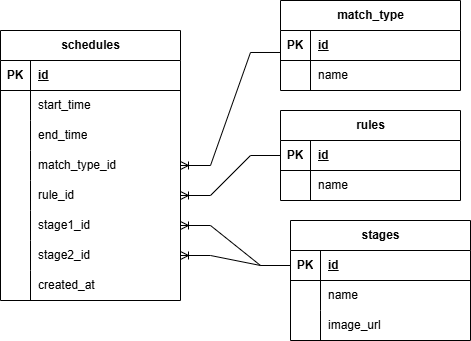 schedules
PK id
start_time
end_time
match_type_id
rule_id
stage1_id
stage2_id
created_at
match_type
PK id
name
rules
PK id
name
stages
PK id
name
image_url